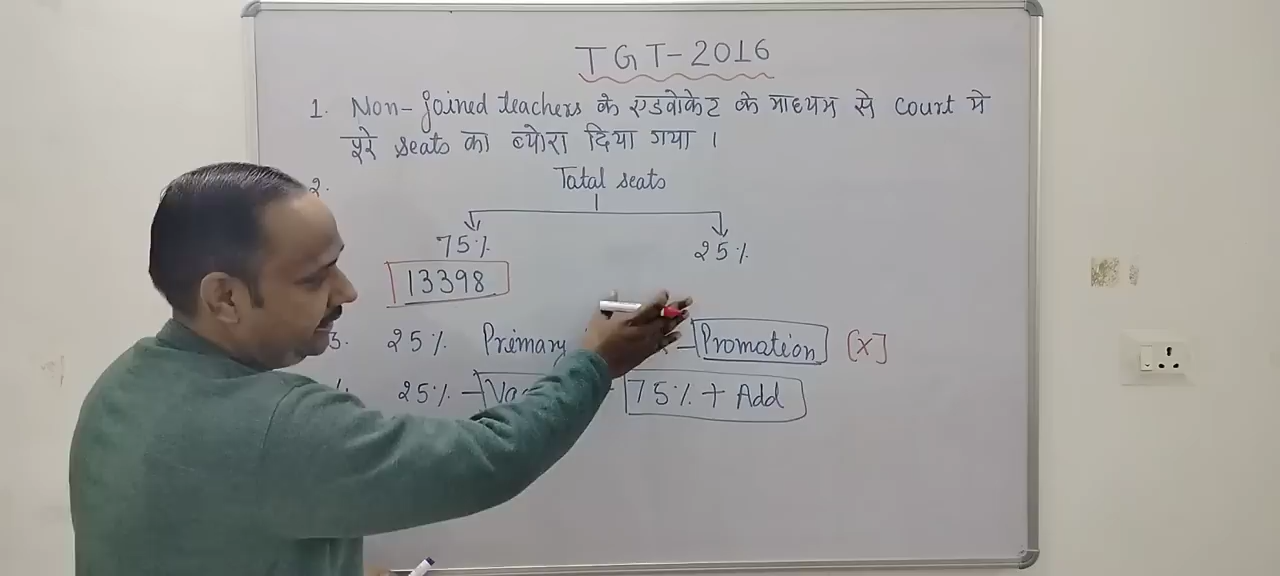 TGT-2016
1. Non-Joined teachers के एडवोकेट के माध्यम से court मे
पूरे seats का ब्योरा दिया गया ।
2. Tatal seats
75% 25%
13398
3. 25% Primary - Promation [X]
25% - 75% + Add